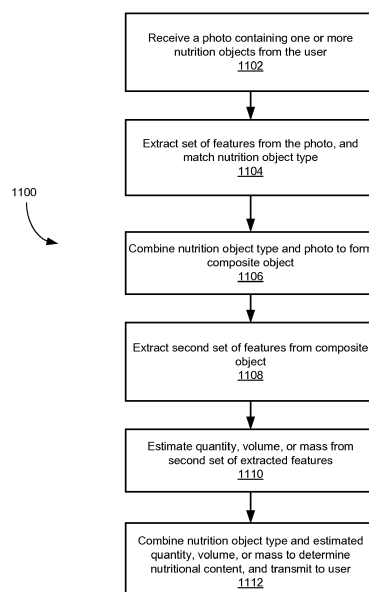 Receive a photo containing one or more
nutrition objects from the user
1102
Extract set of features from the photo, and
match nutrition object type
1104
1100
Combine nutrition object type and photo to form
composite object
1106
Extract second set of features from composite
object
1108
Estimate quantity, volume, or mass from
second set of extracted features
1110
Combine nutrition object type and estimated
quantity, volume, or mass to determine
nutritional content, and transmit to user
1112